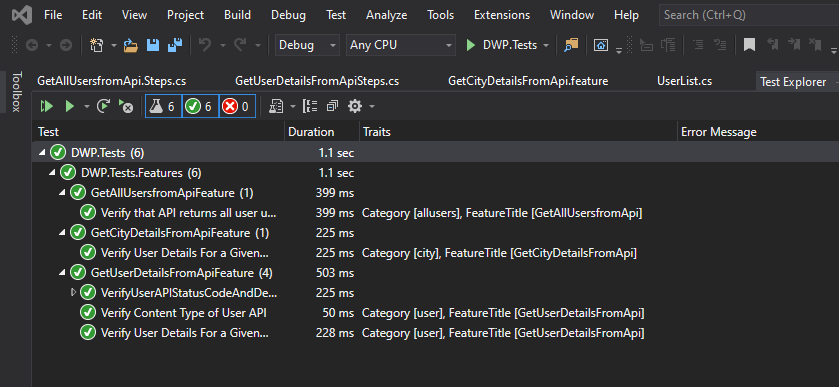 File Edit View Project Build Debug Test Analyze Tools Extensions Window Help Search (Ctrl+Q)
Debug Any CPU DWP.Tests
Toolbox
GetAllUsersfromApi.Steps.cs GetUserDetailsFromApiSteps.cs GetCityDetailsFromApi.feature UserList.cs Test Explorer
6 6 0
Test Duration Traits Error Message
DWP.Tests (6) 1.1 sec
DWP.Tests.Features (6) 1.1 sec
GetAllUsersfromApiFeature (1) 399 ms
Verify that API returns all user u... 399 ms Category [allusers], FeatureTitle [GetAllUsersfromApi]
GetCityDetailsFromApiFeature (1) 225 ms
Verify User Details For a Given... 225 ms Category [city], FeatureTitle [GetCityDetailsFromApi]
GetUserDetailsFromApiFeature (4) 503 ms
VerifyUserAPIStatusCodeAndDe... 225 ms
Verify Content Type of User API 50 ms Category [user], FeatureTitle [GetUserDetailsFromApi]
Verify User Details For a Given... 228 ms Category [user], FeatureTitle [GetUserDetailsFromApi]